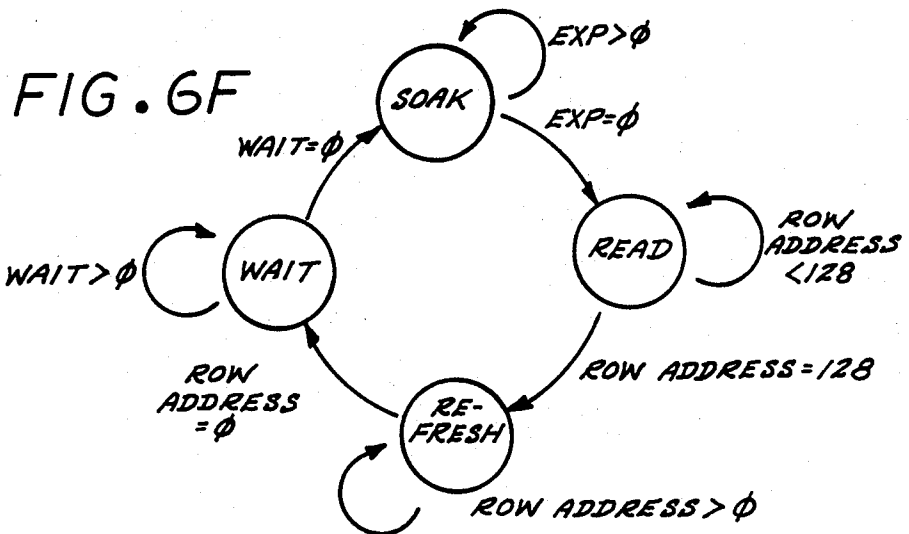 FIG. 6F
SOAK
EXP>φ
EXP=φ
WAIT=φ
READ
ROW
ADDRESS
<128
WAIT>φ
WAIT
ROW ADDRESS=128
ROW
ADDRESS
=φ
RE-
FRESH
ROW ADDRESS>φ